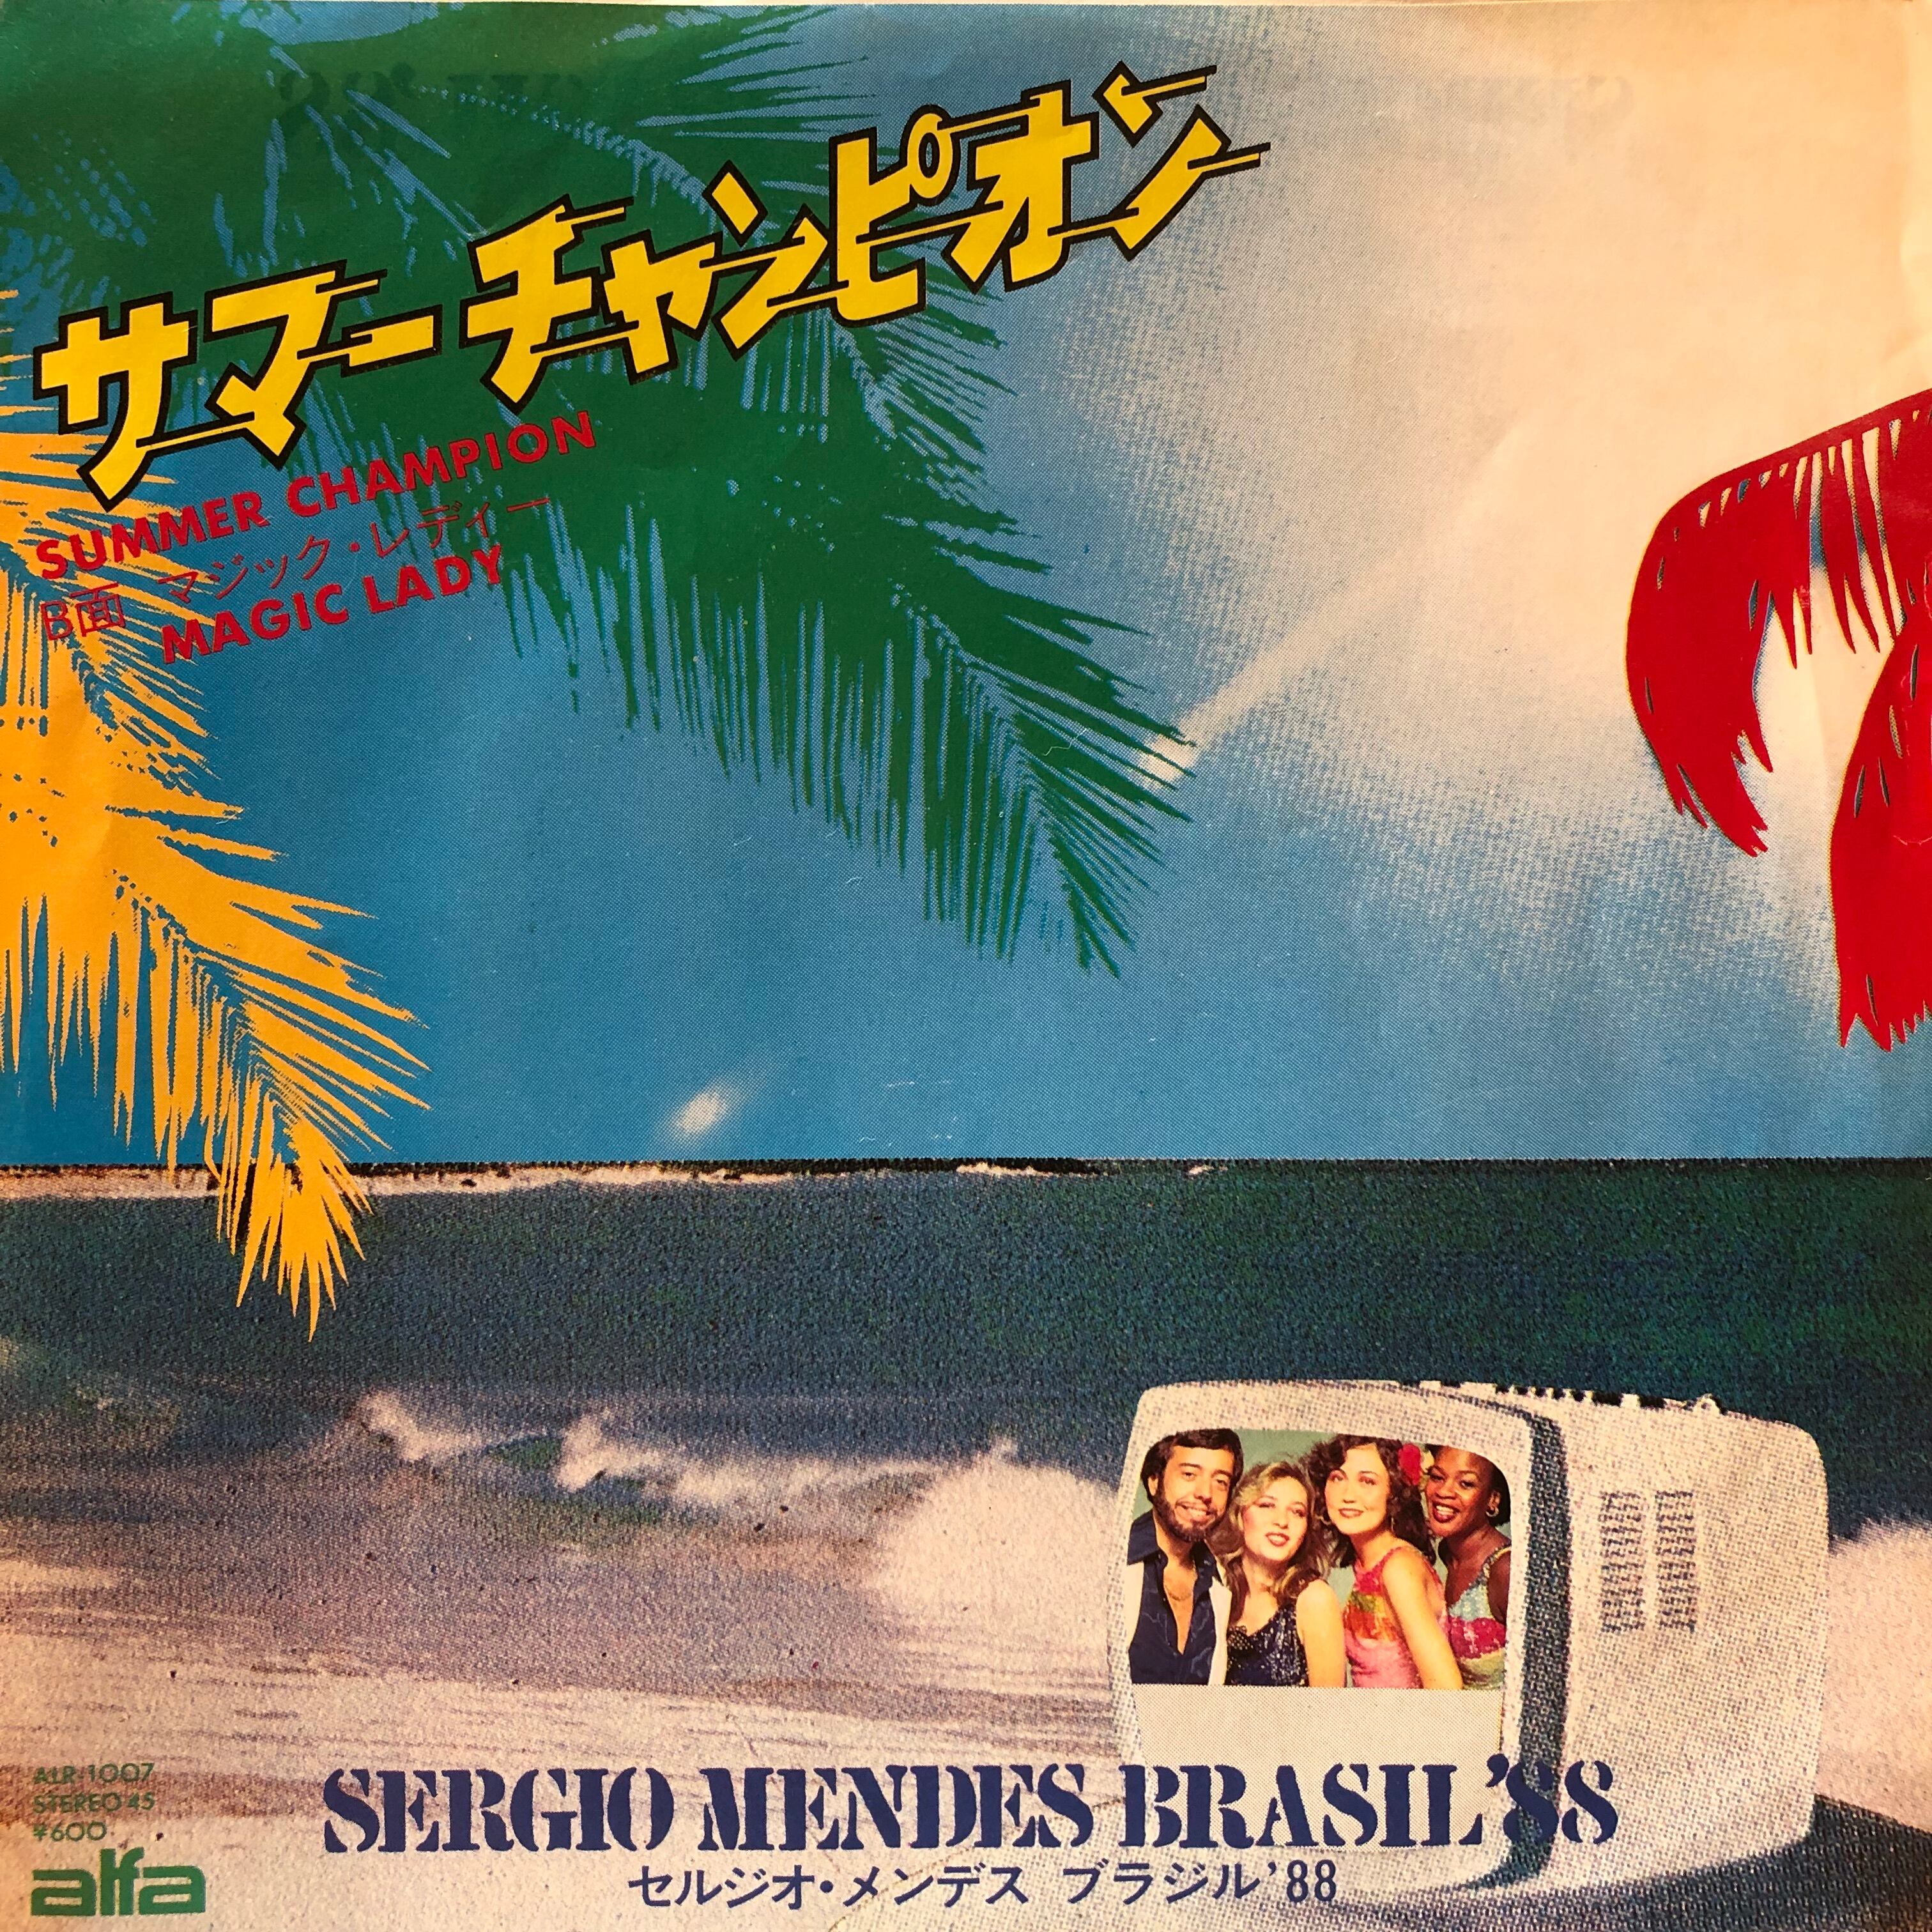 サマーチャンピオン
SUMMER CHAMPION
B面 マジック・レディー
MAGIC LADY
ALR-1007
STEREO 45
¥600
alfa
SERGIO MENDES BRASIL '88
セルジオ・メンデス ブラジル '88